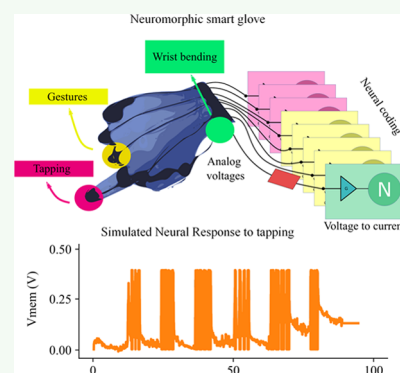 Neuromorphic smart glove
Wrist bending
Gestures
Tapping
Analog
voltages
Neural coding
N
Voltage to curren
Simulated Neural Response to tapping
Vmem (V)
0.50
0.25
0.00
0
50
100